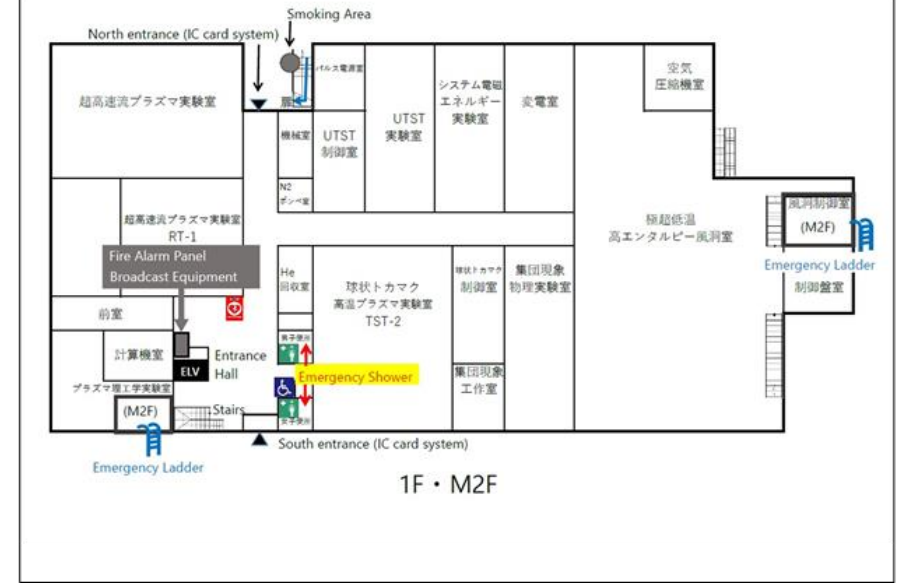 Smoking Area
North entrance (IC card system)
パルス電源室
空気
圧縮機室
超高速流プラズマ実験室
システム電磁
エネルギー
実験室
変電室
UTST
実験室
機械室
UTST
制御室
N2
ボンベ室
超高速流プラズマ実験室
RT-1
極超低温
高エンタルピー風洞室
風洞制御室
(M2F)
Emergency Ladder
制御盤室
Fire Alarm Panel
Broadcast Equipment
He
回収室
球状トカマク
高温プラズマ実験室
TST-2
球状トカマク
制御室
集団現象
物理実験室
前室
計算機室
ELV
Entrance
Hall
男子便所
Emergency Shower
集団現象
工作室
プラズマ理工学実験室
(M2F)
Stairs
女子便所
South entrance (IC card system)
Emergency Ladder
1F・M2F